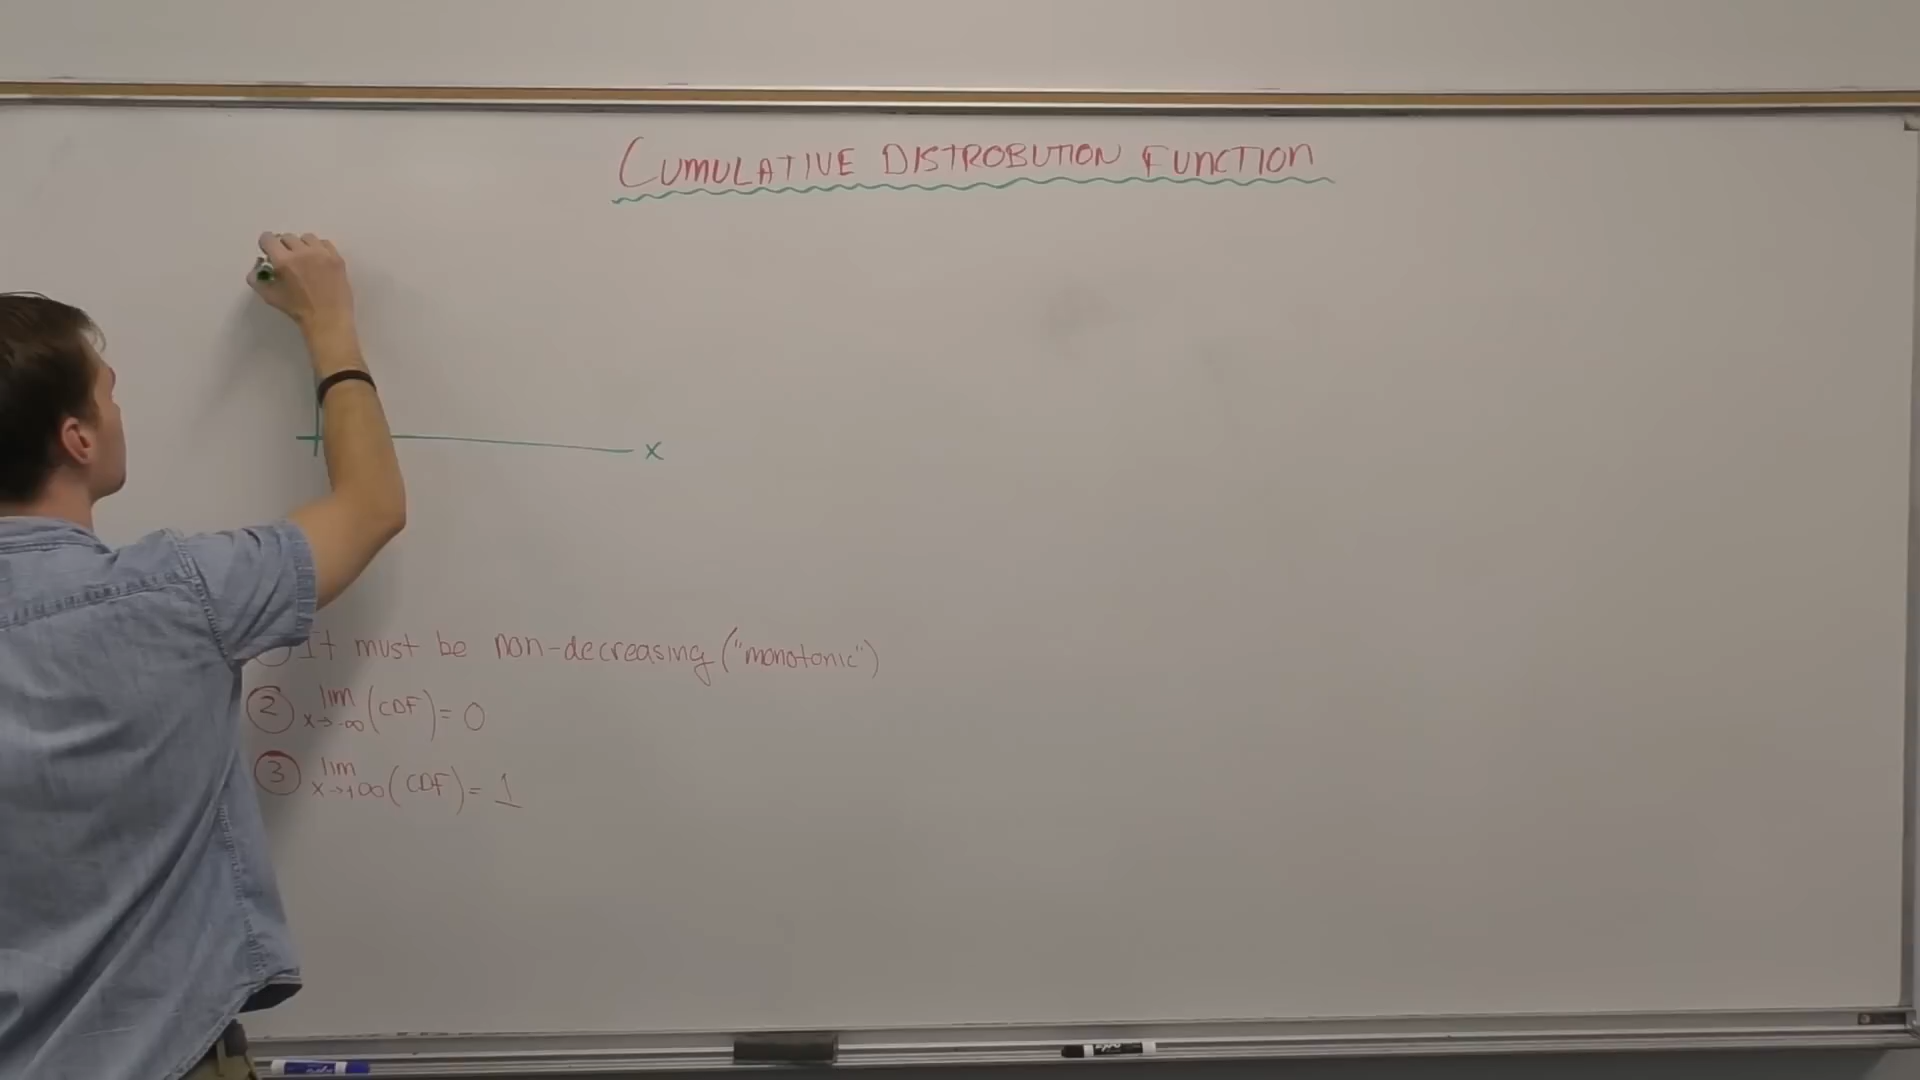 CUMULATIVE DISTROBUTION FUNCTION
x
It must be non-decreasing ("monotonic")
② lim x→-∞ (CDF) = 0
③ lim x→+∞ (CDF) = 1